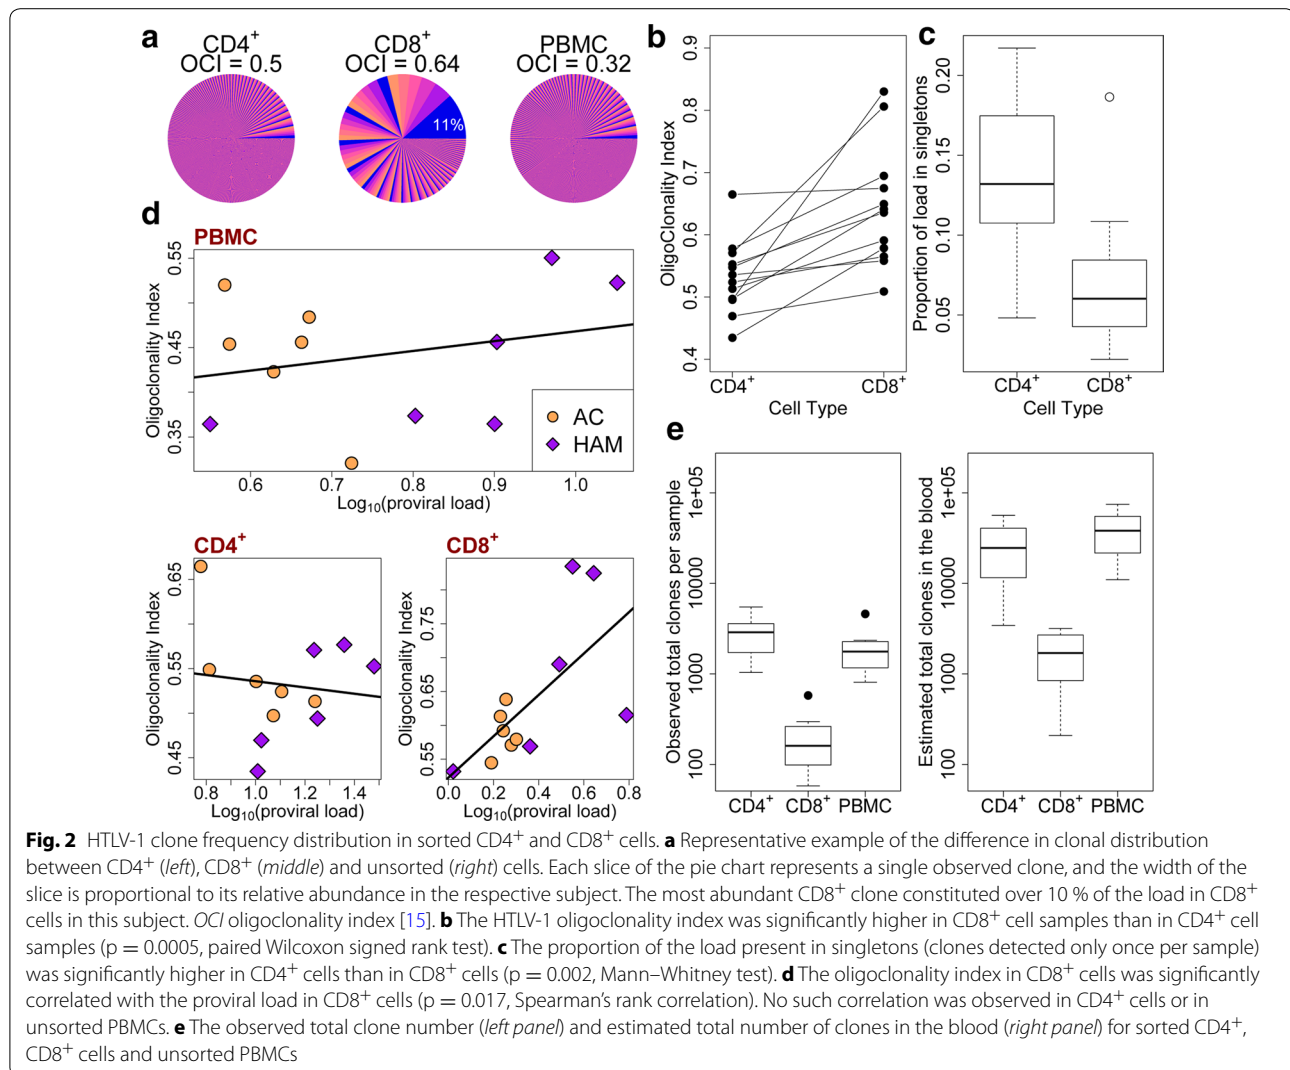 a
CD4+
OCI = 0.5
CD8+
OCI = 0.64
PBMC
OCI = 0.32
11%
b
OligoClonality Index
0.4 0.5 0.6 0.7 0.8 0.9
CD4+ CD8+
Cell Type
c
Proportion of load in singletons
0.05 0.10 0.15 0.20
CD4+ CD8+
Cell Type
d
PBMC
Oligoclonality Index
0.35 0.45 0.55
0.6 0.7 0.8 0.9 1.0
Log10(proviral load)
AC
HAM
CD4+
Oligoclonality Index
0.45 0.55 0.65
0.8 1.0 1.2 1.4
Log10(proviral load)
CD8+
Oligoclonality Index
0.55 0.65 0.75
0.0 0.2 0.4 0.6 0.8
Log10(proviral load)
e
Observed total clones per sample
100 1000 10000 1e+05
CD4+ CD8+ PBMC
Estimated total clones in the blood
100 1000 10000 1e+05
CD4+ CD8+ PBMC
Fig. 2 HTLV-1 clone frequency distribution in sorted CD4+ and CD8+ cells. a Representative example of the difference in clonal distribution
between CD4+ (left), CD8+ (middle) and unsorted (right) cells. Each slice of the pie chart represents a single observed clone, and the width of the
slice is proportional to its relative abundance in the respective subject. The most abundant CD8+ clone constituted over 10 % of the load in CD8+
cells in this subject. OCI oligoclonality index [15]. b The HTLV-1 oligoclonality index was significantly higher in CD8+ cell samples than in CD4+ cell
samples (p = 0.0005, paired Wilcoxon signed rank test). c The proportion of the load present in singletons (clones detected only once per sample)
was significantly higher in CD4+ cells than in CD8+ cells (p = 0.002, Mann–Whitney test). d The oligoclonality index in CD8+ cells was significantly
correlated with the proviral load in CD8+ cells (p = 0.017, Spearman's rank correlation). No such correlation was observed in CD4+ cells or in
unsorted PBMCs. e The observed total clone number (left panel) and estimated total number of clones in the blood (right panel) for sorted CD4+,
CD8+ cells and unsorted PBMCs